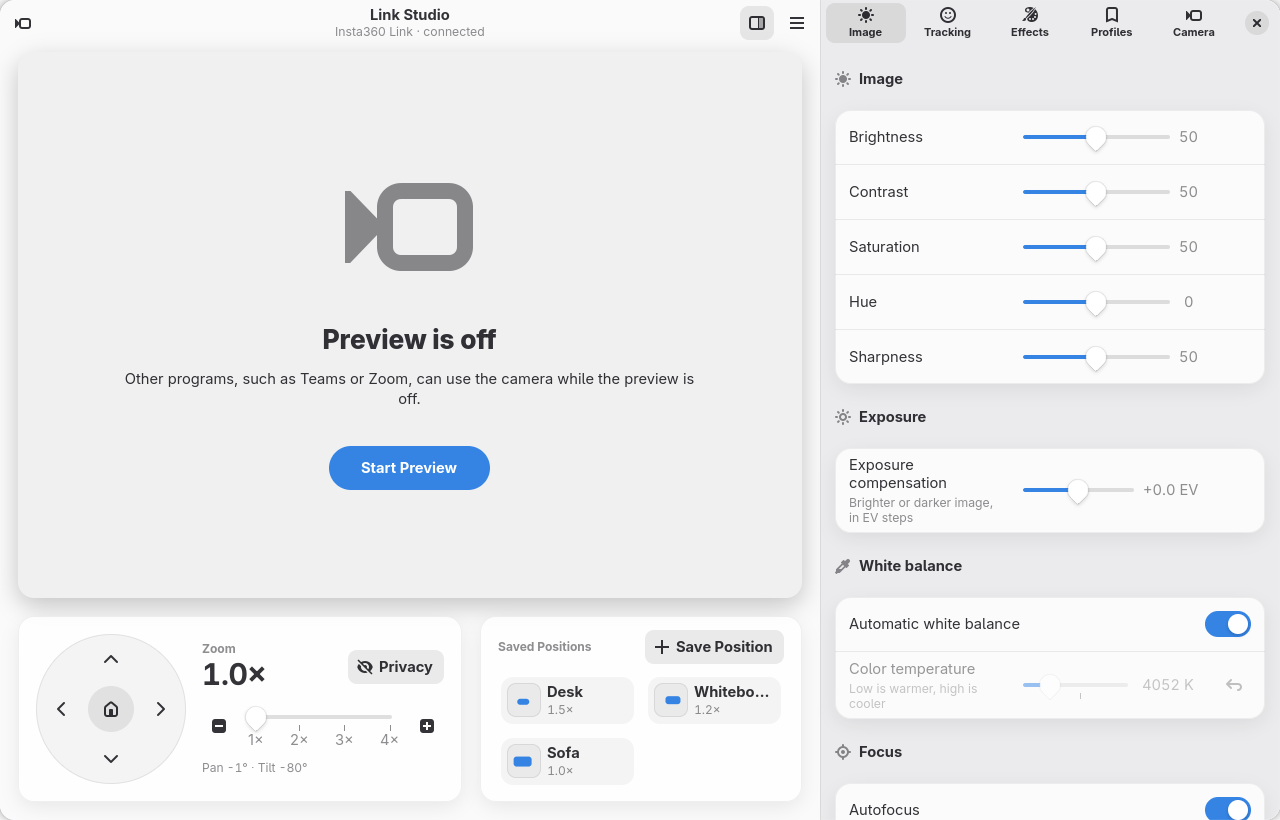 Link Studio
Insta360 Link · connected
Preview is off
Other programs, such as Teams or Zoom, can use the camera while the preview is
off.
Start Preview
Zoom
1.0×
Privacy
1×
2×
3×
4×
Pan -1° · Tilt -80°
Saved Positions
Save Position
Desk
1.5×
Whitebo…
1.2×
Sofa
1.0×
Image
Tracking
Effects
Profiles
Camera
Image
Brightness
50
Contrast
50
Saturation
50
Hue
0
Sharpness
50
Exposure
Exposure
compensation
Brighter or darker image,
in EV steps
+0.0 EV
White balance
Automatic white balance
Color temperature
Low is warmer, high is
cooler
4052 K
Focus
Autofocus